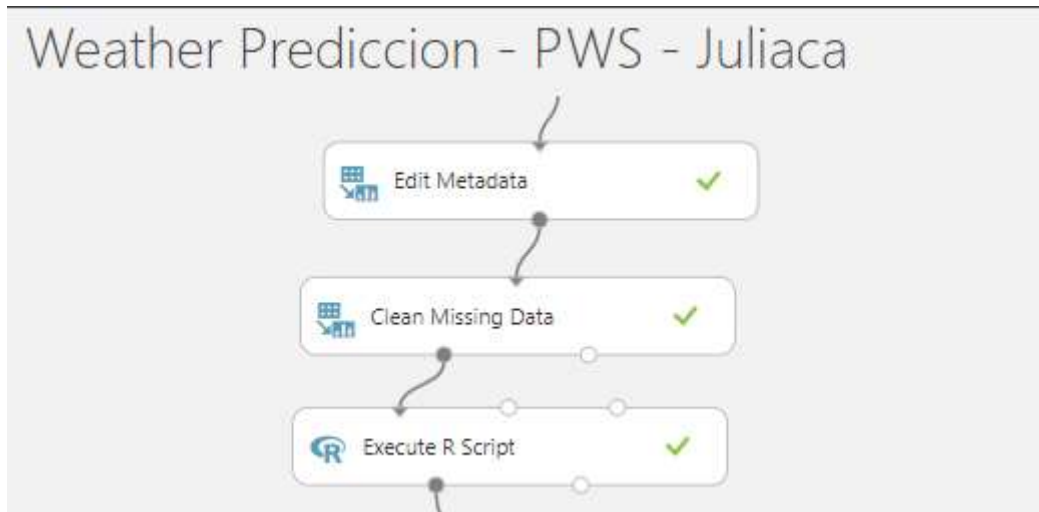 Weather Prediccion - PWS - Juliaca
Edit Metadata
Clean Missing Data
R Execute R Script